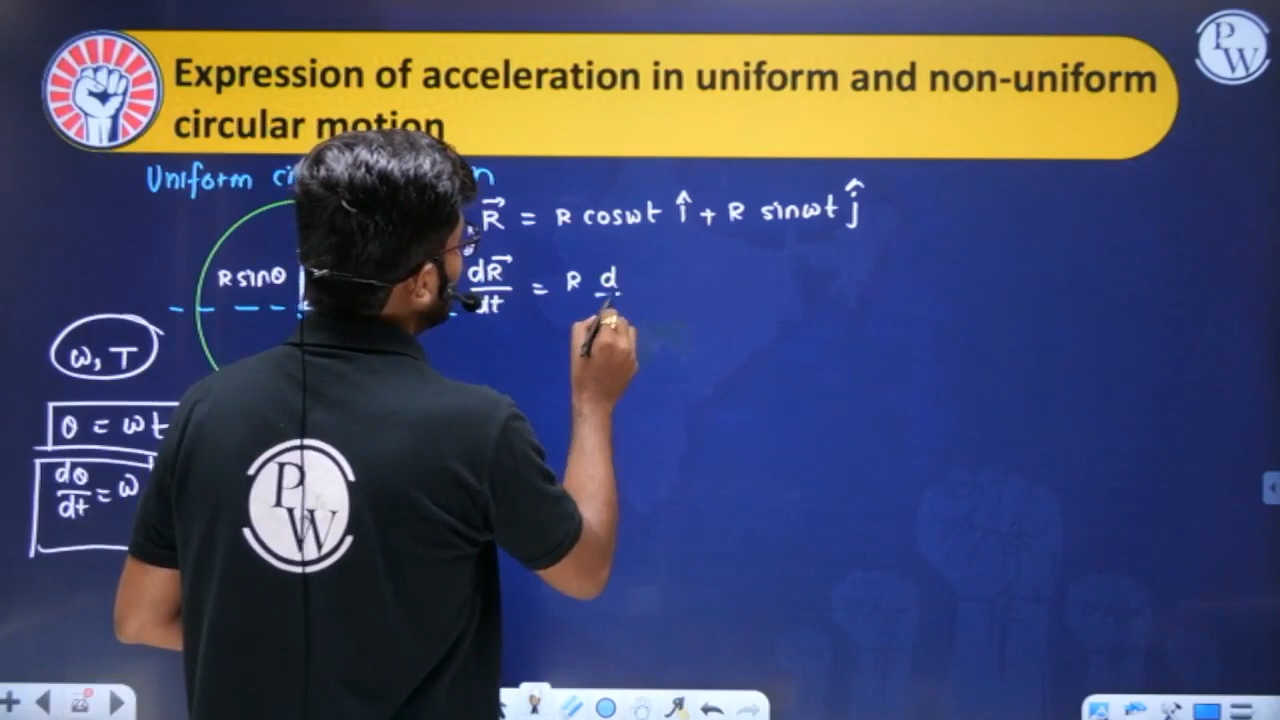 Expression of acceleration in uniform and non-uniform
circular motion
PW
Uniform
R⃗ = R cosωt î + R sinωt ĵ
R sinθ
dR⃗/dt = R d
ω, T
θ = ωt
dθ/dt = ω
PW